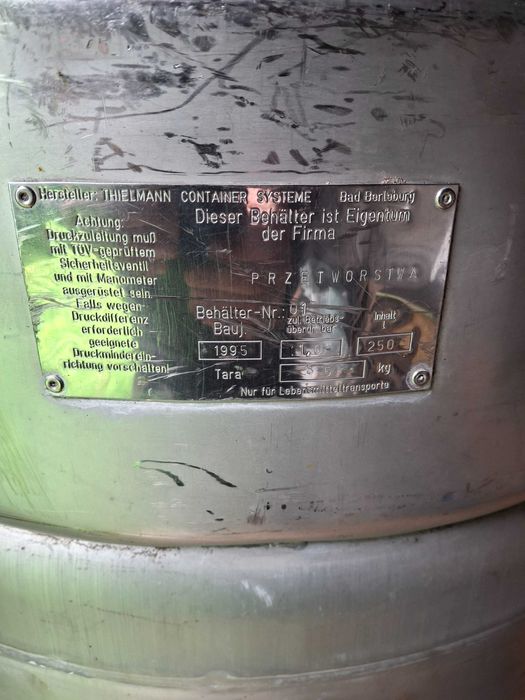 Hersteller: THIELMANN CONTAINER SYSTEME Bad Berleburg
Achtung:
Druckzuleitung muß
mit TÜV-geprüftem
Sicherheitsventil
und mit Manometer
ausgerüstet sein.
Falls wegen
Druckdifferenz
erforderlich
geeignete
Druckminderein-
richtung vorschalten!
Dieser Behälter ist Eigentum
der Firma
PRZETWORSTWA
Behälter-Nr.: 01
Bauj.
zul. Betriebs-
überdr. bar
Inhalt
L
1995
250
Tara
kg
Nur für Lebensmitteltransporte